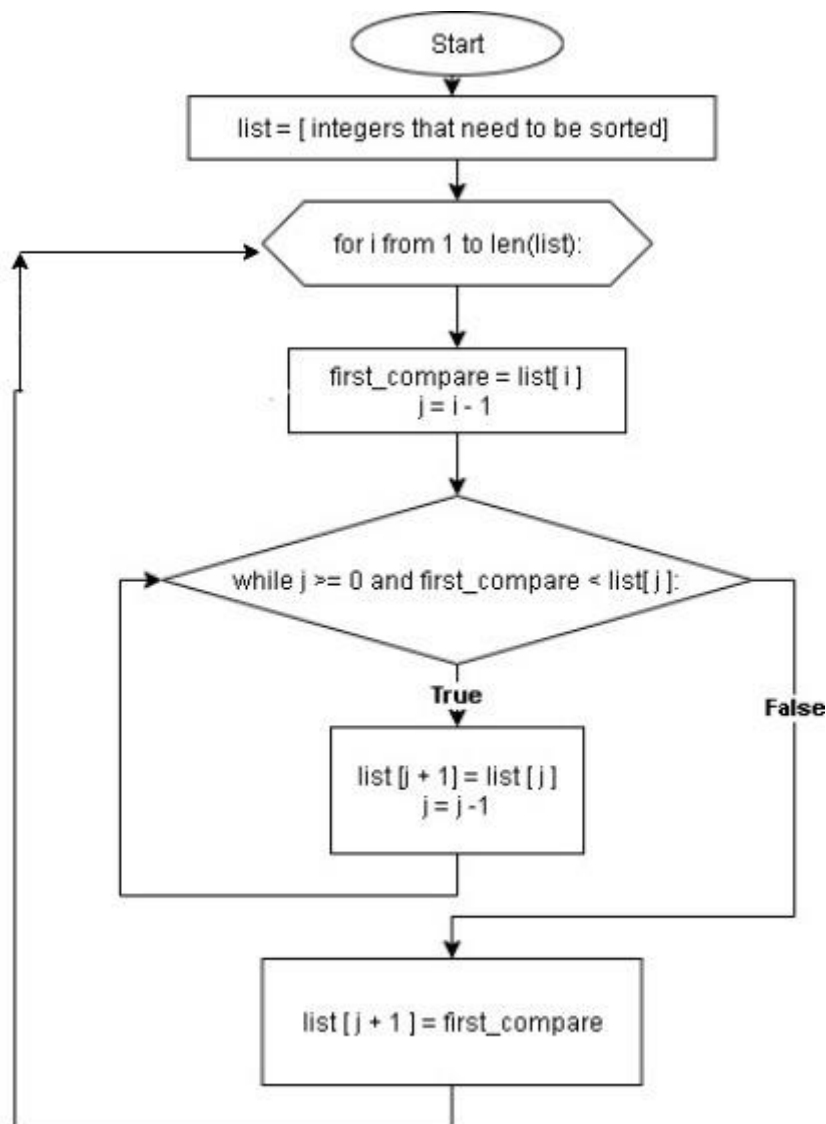 Start
list = [ integers that need to be sorted]
for i from 1 to len(list):
first_compare = list[ i ]
j = i - 1
while j >= 0 and first_compare < list[ j ]:
True
False
list [j + 1] = list [ j ]
j = j -1
list [ j + 1 ] = first_compare